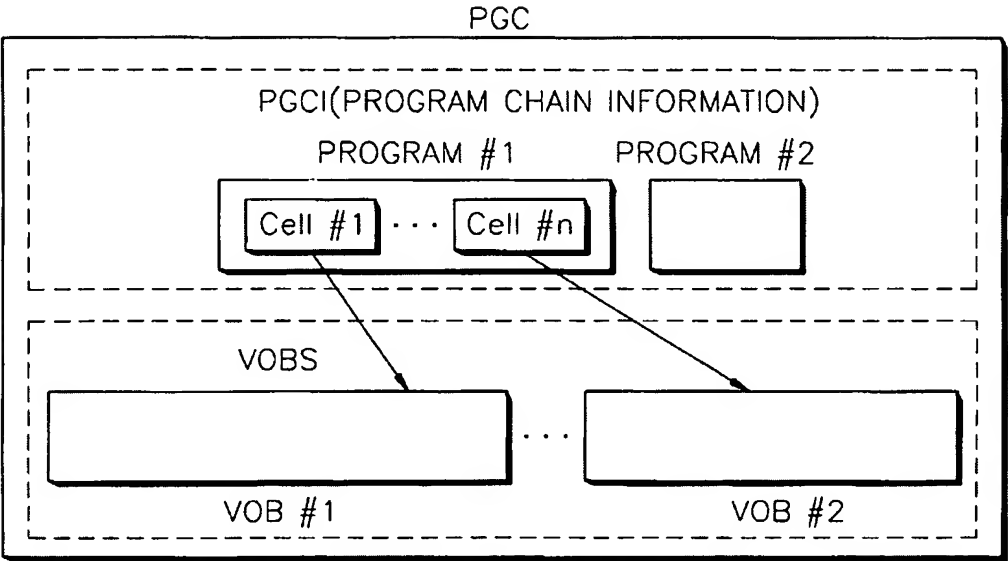 PGC
PGCI(PROGRAM CHAIN INFORMATION)
PROGRAM #1 PROGRAM #2
Cell #1 ··· Cell #n
VOBS
···
VOB #1 VOB #2